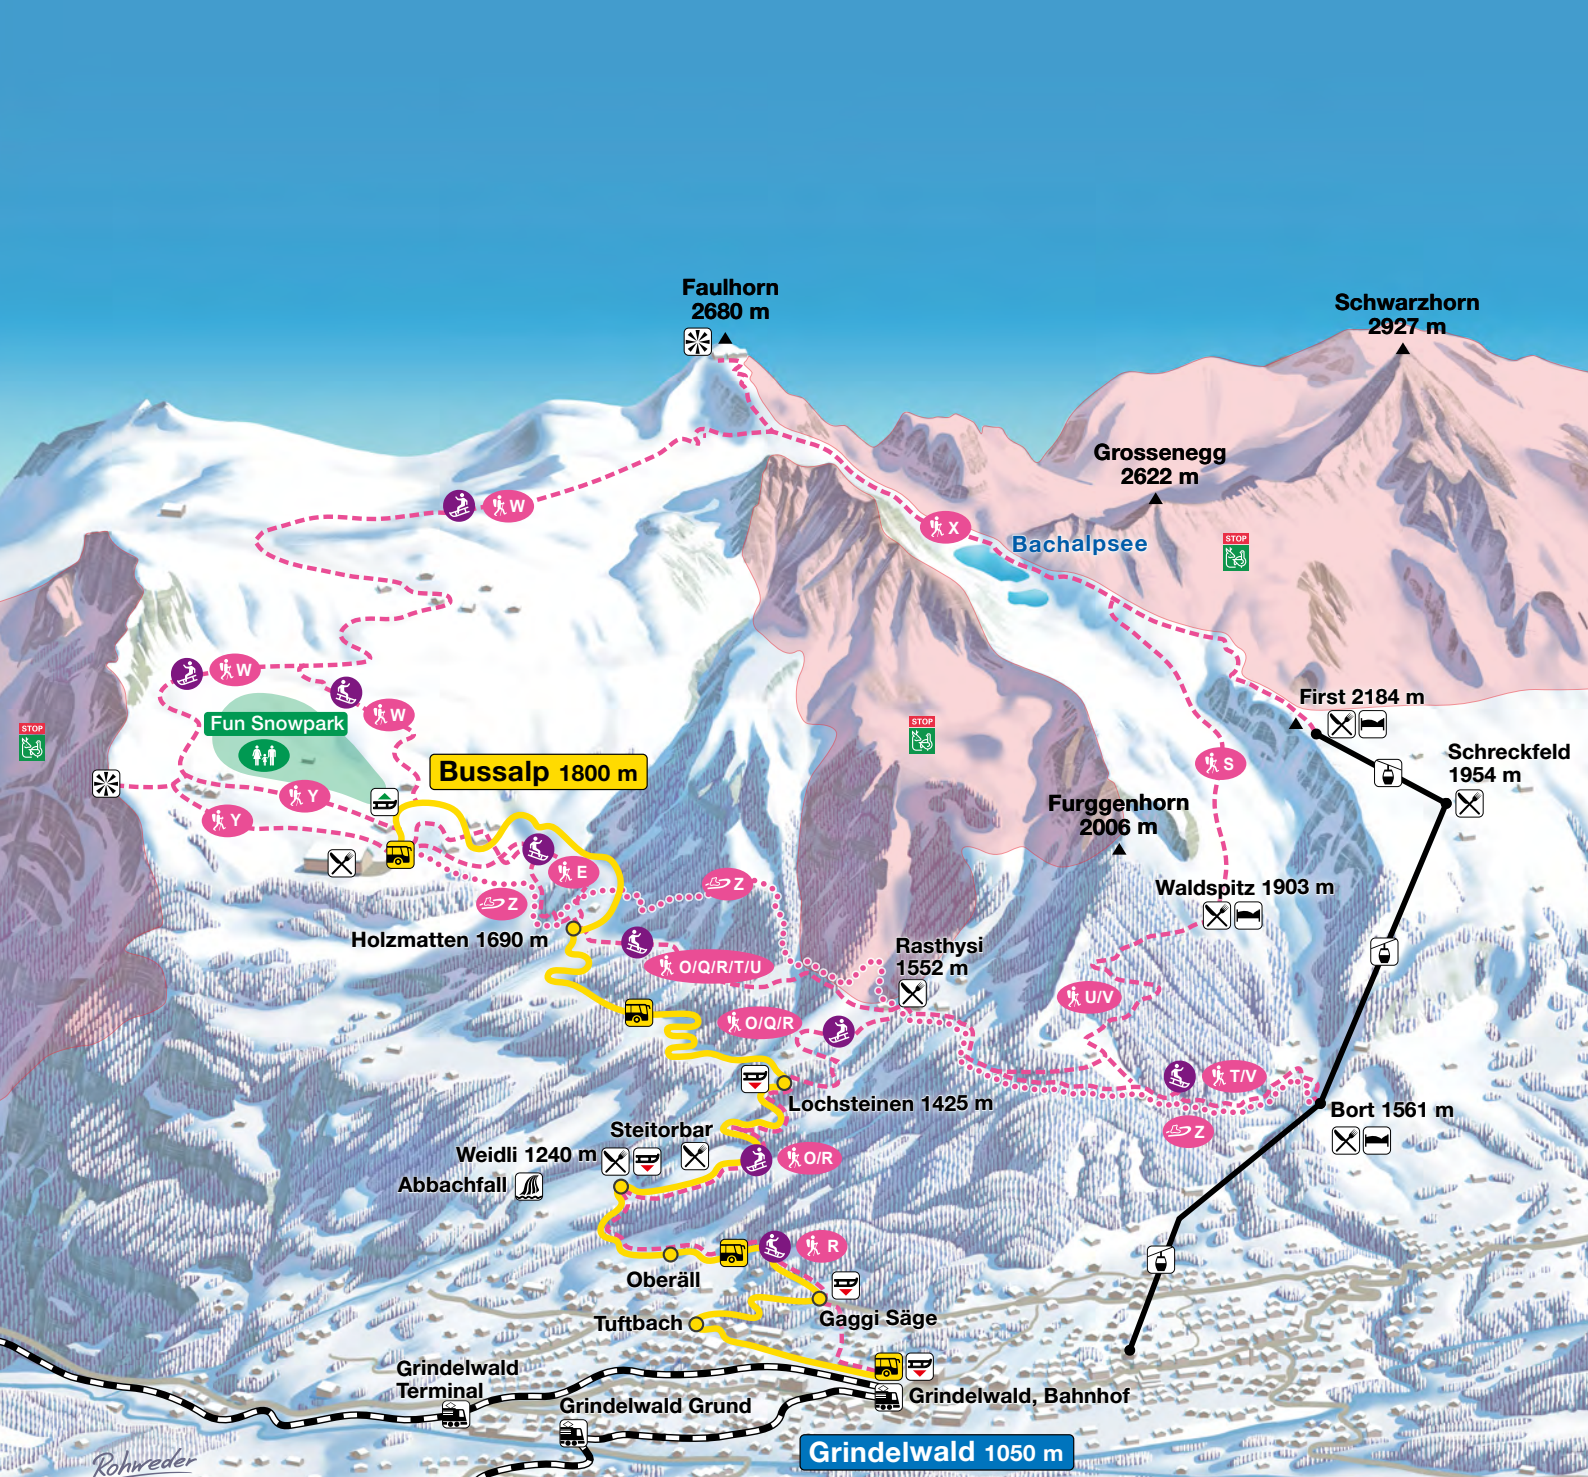 Faulhorn
2680 m
Schwarzhorn
2927 m
Grossenegg
2622 m
W
X
Bachalpsee
STOP
W
W
First 2184 m
Fun Snowpark
STOP
STOP
Schreckfeld
1954 m
Bussalp 1800 m
S
Y
Y
Furggenhorn
2006 m
E
Z
Z
Waldspitz 1903 m
Holzmatten 1690 m
Rasthysi
1552 m
O/Q/R/T/U
U/V
O/Q/R
T/V
Lochsteinen 1425 m
Bort 1561 m
Steitorbar
Z
Weidli 1240 m
O/R
Abbachfall
R
Oberäll
Gaggi Säge
Tuftbach
Grindelwald
Terminal
Grindelwald, Bahnhof
Grindelwald Grund
Grindelwald 1050 m
Rohweder